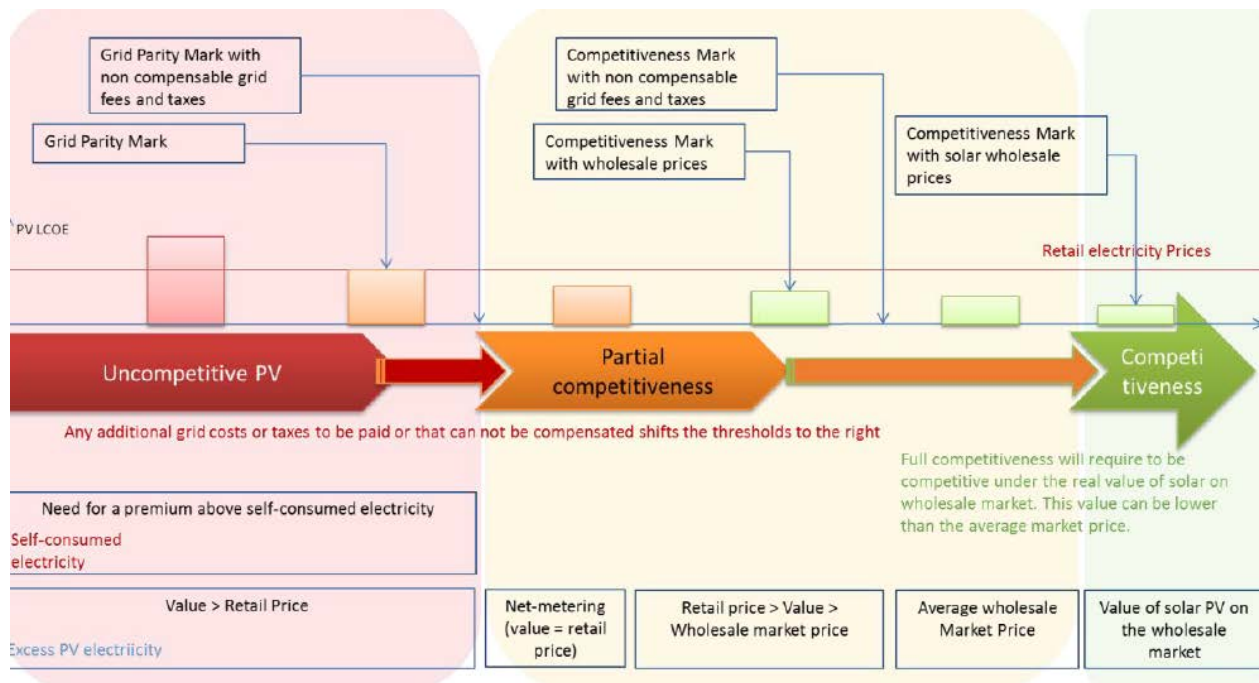 Grid Parity Mark with
non compensable grid
fees and taxes
Grid Parity Mark
Competitiveness Mark
with non compensable
grid fees and taxes
Competitiveness Mark
with wholesale prices
Competitiveness Mark
with solar wholesale
prices
PV LCOE
Retail electricity Prices
Uncompetitive PV
Partial
competitiveness
Competi
tiveness
Any additional grid costs or taxes to be paid or that can not be compensated shifts the thresholds to the right
Full competitiveness will require to be
competitive under the real value of solar on
wholesale market. This value can be lower
than the average market price.
Need for a premium above self-consumed electricity
Self-consumed
electricity
Value > Retail Price
Excess PV electriicity
Net-metering
(value = retail
price)
Retail price > Value >
Wholesale market price
Average wholesale
Market Price
Value of solar PV on
the wholesale
market